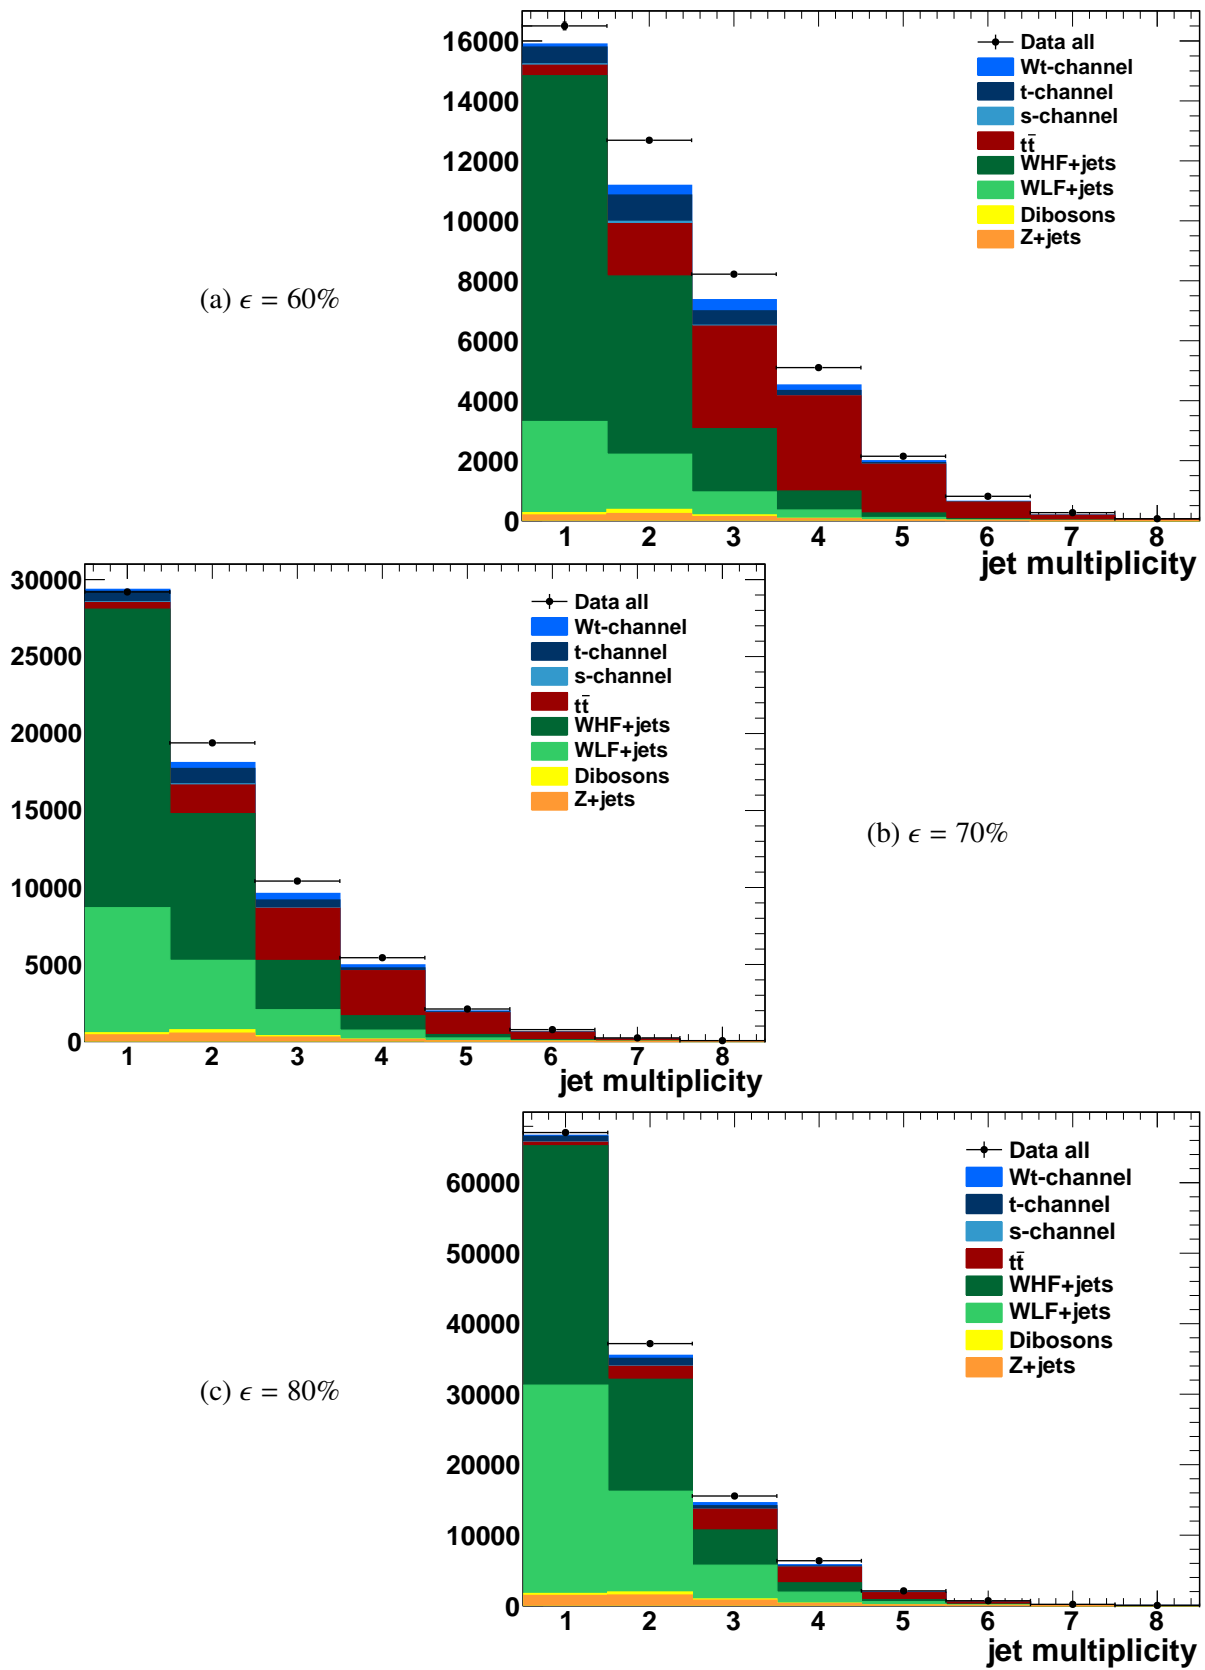 16000
14000
12000
10000
8000
6000
4000
2000
0
1 2 3 4 5 6 7 8
jet multiplicity
Data all
Wt-channel
t-channel
s-channel
tt̄
WHF+jets
WLF+jets
Dibosons
Z+jets
(a) ϵ = 60%
30000
25000
20000
15000
10000
5000
0
1 2 3 4 5 6 7 8
jet multiplicity
Data all
Wt-channel
t-channel
s-channel
tt̄
WHF+jets
WLF+jets
Dibosons
Z+jets
(b) ϵ = 70%
60000
50000
40000
30000
20000
10000
0
1 2 3 4 5 6 7 8
jet multiplicity
Data all
Wt-channel
t-channel
s-channel
tt̄
WHF+jets
WLF+jets
Dibosons
Z+jets
(c) ϵ = 80%